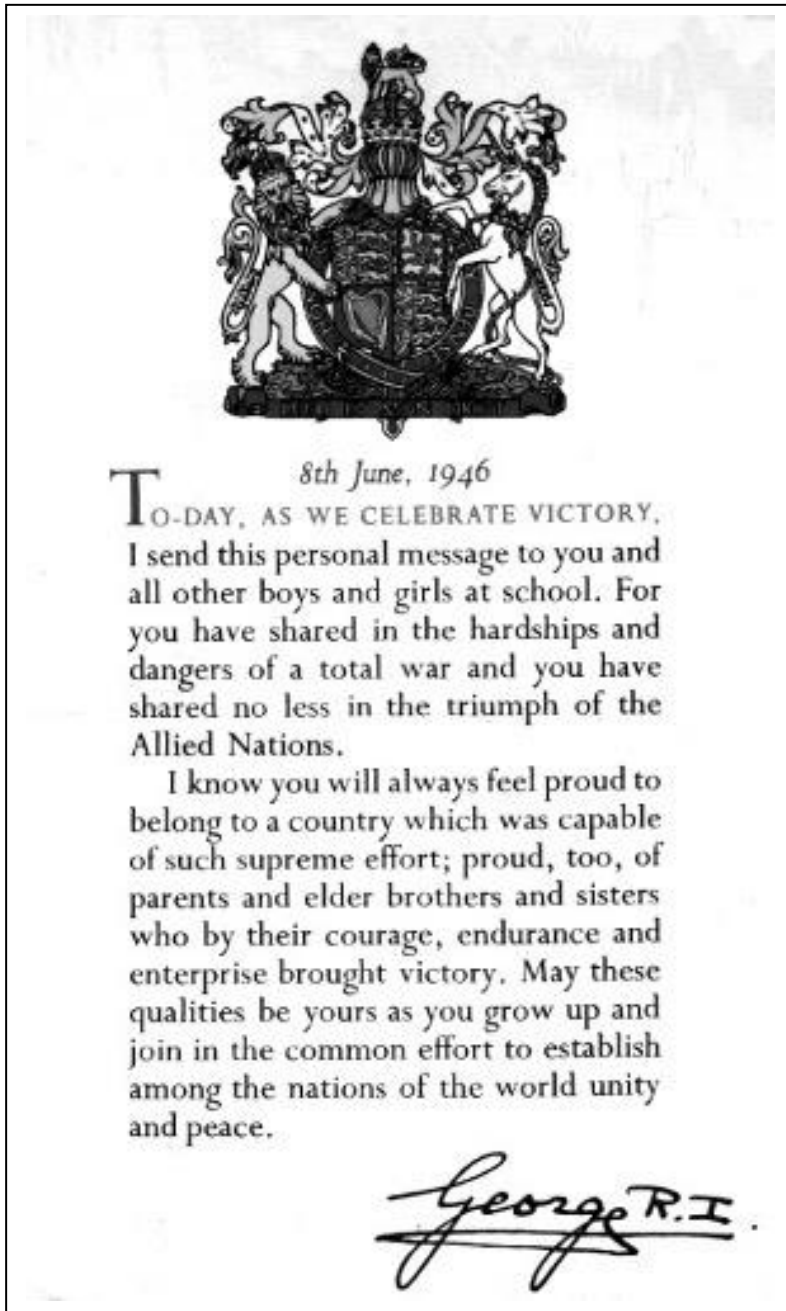 8th June, 1946
TO-DAY, AS WE CELEBRATE VICTORY,
I send this personal message to you and
all other boys and girls at school. For
you have shared in the hardships and
dangers of a total war and you have
shared no less in the triumph of the
Allied Nations.
I know you will always feel proud to
belong to a country which was capable
of such supreme effort; proud, too, of
parents and elder brothers and sisters
who by their courage, endurance and
enterprise brought victory. May these
qualities be yours as you grow up and
join in the common effort to establish
among the nations of the world unity
and peace.
George R.I.